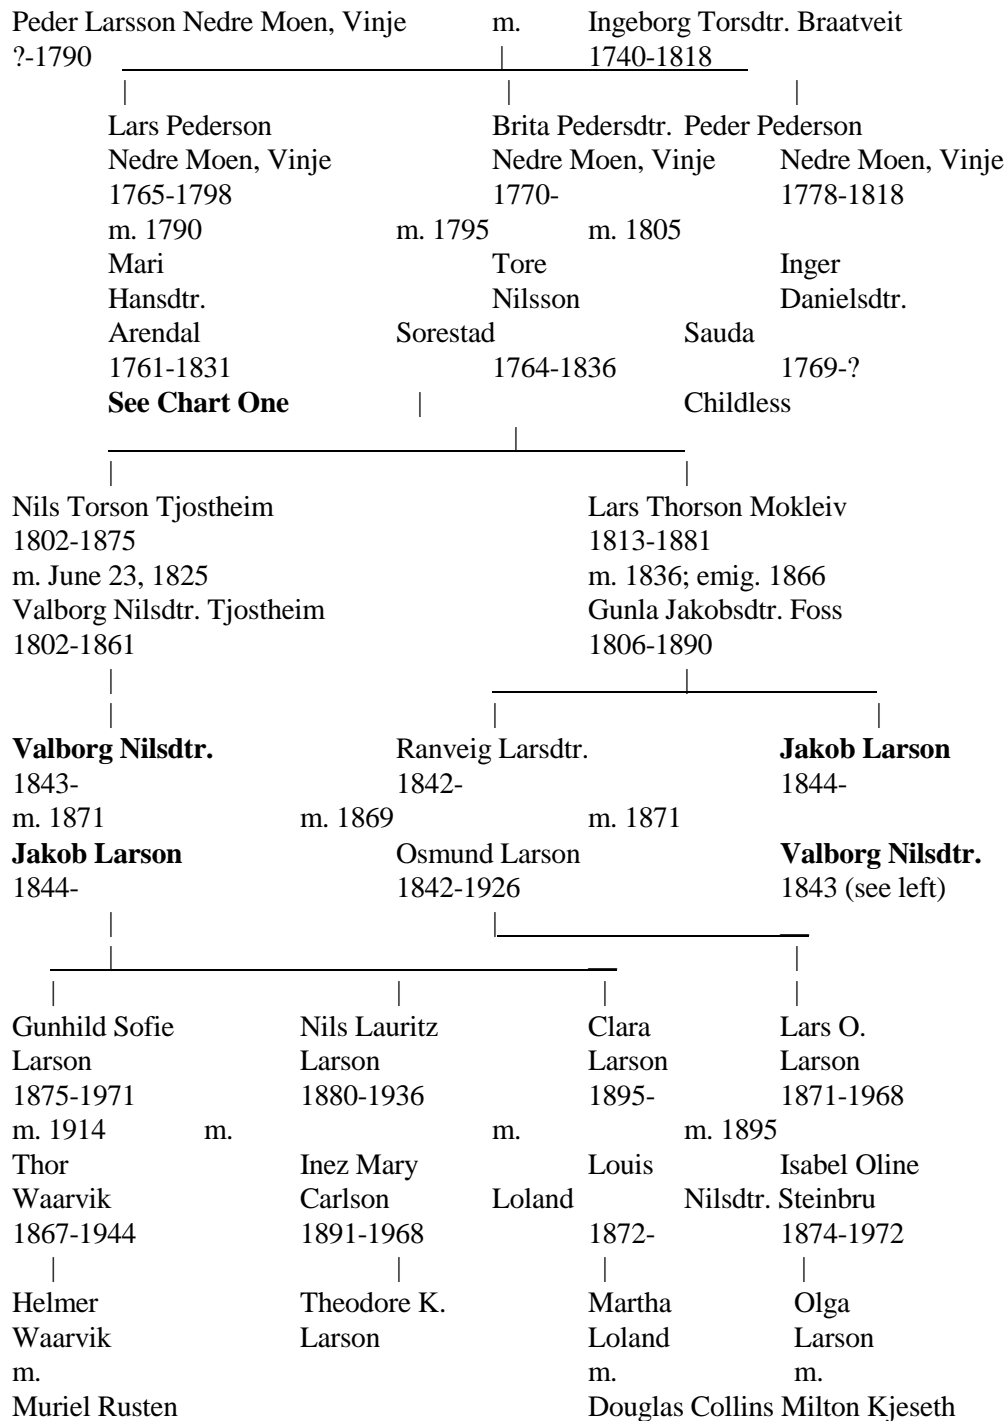 Peder Larsson Nedre Moen, Vinje m. Ingeborg Torsdtr. Braatveit
?-1790 | 1740-1818
| | |
Lars Pederson Brita Pedersdtr. Peder Pederson
Nedre Moen, Vinje Nedre Moen, Vinje Nedre Moen, Vinje
1765-1798 1770- 1778-1818
m. 1790 m. 1795 m. 1805
Mari Tore Inger
Hansdtr. Nilsson Danielsdtr.
Arendal Sorestad Sauda
1761-1831 1764-1836 1769-?
See Chart One | Childless
|
| |
Nils Torson Tjostheim Lars Thorson Mokleiv
1802-1875 1813-1881
m. June 23, 1825 m. 1836; emig. 1866
Valborg Nilsdtr. Tjostheim Gunla Jakobsdtr. Foss
1802-1861 1806-1890
| |
| | |
Valborg Nilsdtr. Ranveig Larsdtr. Jakob Larson
1843- 1842- 1844-
m. 1871 m. 1869 m. 1871
Jakob Larson Osmund Larson Valborg Nilsdtr.
1844- 1842-1926 1843 (see left)
| |
| |
| | | |
Gunhild Sofie Nils Lauritz Clara Lars O.
Larson Larson Larson Larson
1875-1971 1880-1936 1895- 1871-1968
m. 1914 m. m. m. 1895
Thor Inez Mary Louis Isabel Oline
Waarvik Carlson Loland Nilsdtr. Steinbru
1867-1944 1891-1968 1872- 1874-1972
| | | |
Helmer Theodore K. Martha Olga
Waarvik Larson Loland Larson
m. m. m.
Muriel Rusten Douglas Collins Milton Kjeseth